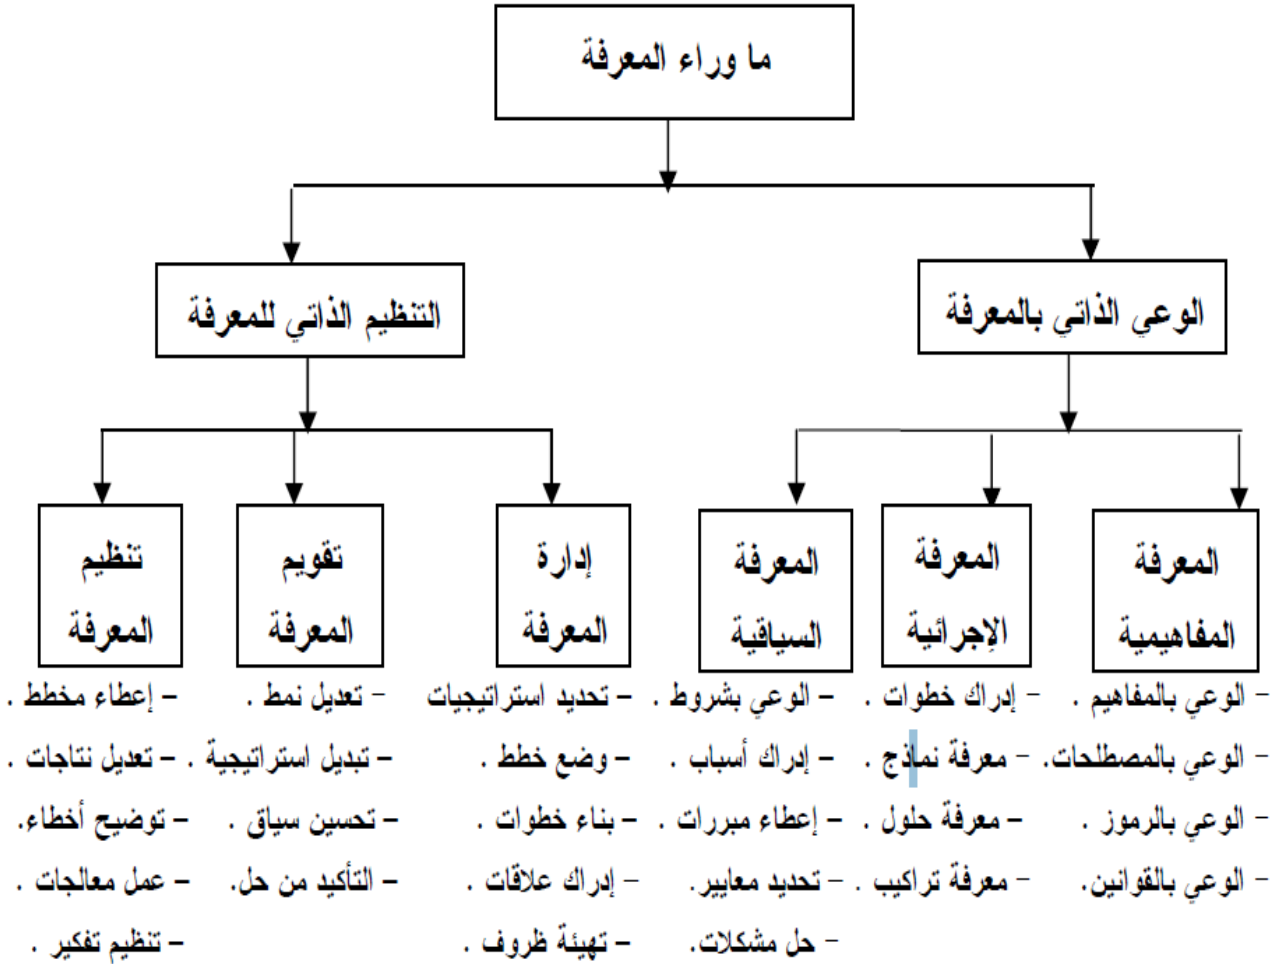 ما وراء المعرفة
الوعي الذاتي بالمعرفة
التنظيم الذاتي للمعرفة
المعرفة
المفاهيمية
المعرفة
الإجرائية
المعرفة
السياقية
إدارة
المعرفة
تقويم
المعرفة
تنظيم
المعرفة
- الوعي بالمفاهيم .
- الوعي بالمصطلحات.
- الوعي بالرموز .
- الوعي بالقوانين.
- إدراك خطوات .
- معرفة نماذج .
- معرفة حلول .
- معرفة تراكيب .
- الوعي بشروط .
- إدراك أسباب .
- إعطاء مبررات .
- تحديد معايير.
- حل مشكلات.
- تحديد استراتيجيات
- وضع خطط .
- بناء خطوات .
- إدراك علاقات .
- تهيئة ظروف .
- تعديل نمط .
- تبديل استراتيجية .
- تحسين سياق .
- التأكيد من حل.
- إعطاء مخطط .
- تعديل نتاجات .
- توضيح أخطاء.
- عمل معالجات .
- تنظيم تفكير .